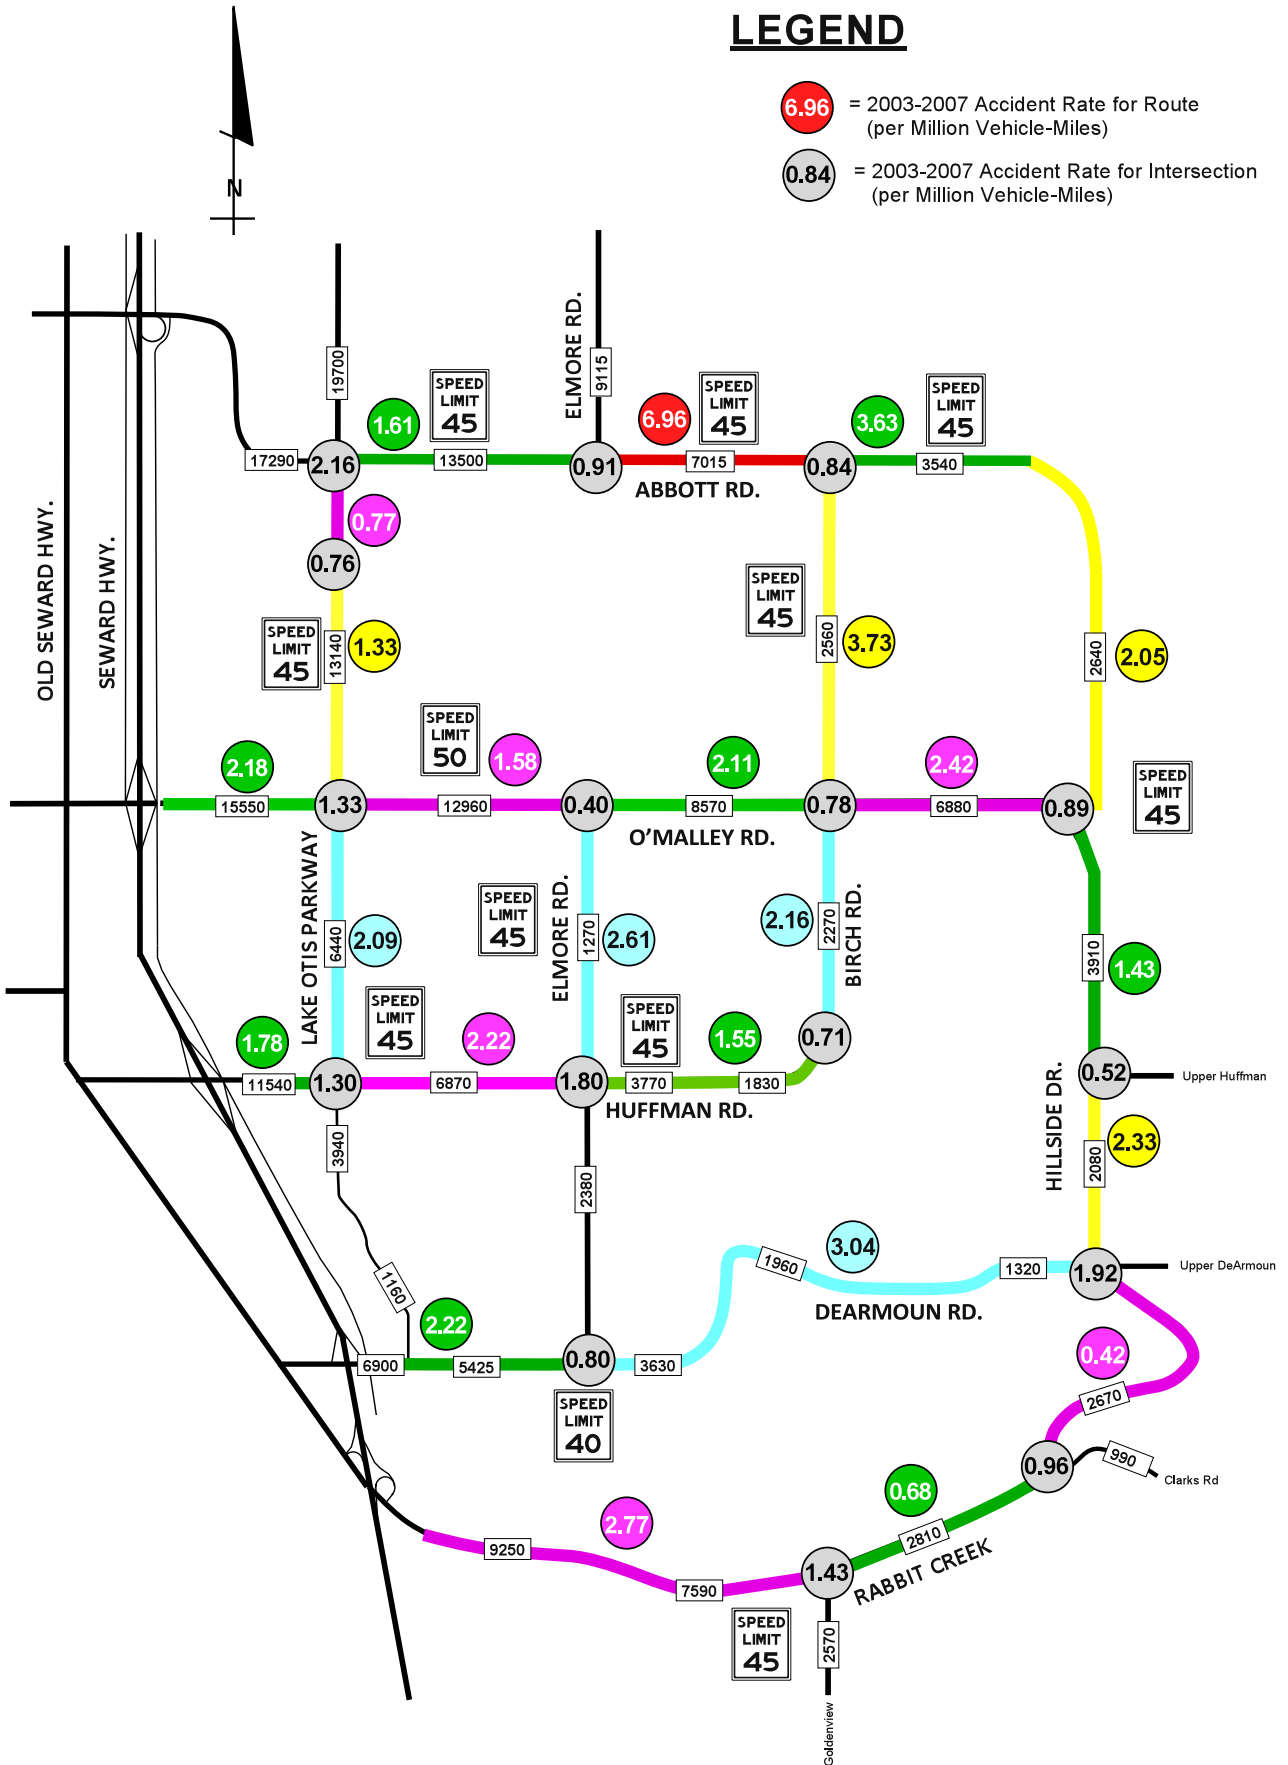 LEGEND
6.96 = 2003-2007 Accident Rate for Route
(per Million Vehicle-Miles)
0.84 = 2003-2007 Accident Rate for Intersection
(per Million Vehicle-Miles)
N
OLD SEWARD HWY.
SEWARD HWY.
19700
ELMORE RD.
9115
1.61
SPEED
LIMIT
45
6.96
SPEED
LIMIT
45
3.63
SPEED
LIMIT
45
17290
2.16
13500
0.91
7015
0.84
3540
ABBOTT RD.
0.77
0.76
SPEED
LIMIT
45
13140
1.33
SPEED
LIMIT
45
2560
3.73
2640
2.05
2.18
SPEED
LIMIT
50
1.58
2.11
2.42
SPEED
LIMIT
45
15550
1.33
12960
0.40
8570
0.78
6880
0.89
O'MALLEY RD.
LAKE OTIS PARKWAY
6440
2.09
SPEED
LIMIT
45
ELMORE RD.
1270
2.61
2.16
2270
BIRCH RD.
3910
1.43
1.78
SPEED
LIMIT
45
2.22
SPEED
LIMIT
45
1.55
0.71
11540
1.30
6870
1.80
3770
1830
HUFFMAN RD.
0.52
Upper Huffman
HILLSIDE DR.
2.33
2080
3940
2380
1160
1960
3.04
1320
1.92
Upper DeArmoun
DEARMOUN RD.
2.22
6900
5425
0.80
3630
SPEED
LIMIT
40
0.42
2670
0.96
990
Clarks Rd
0.68
2810
RABBIT CREEK
2.77
9250
7590
1.43
SPEED
LIMIT
45
2570
Goldenview